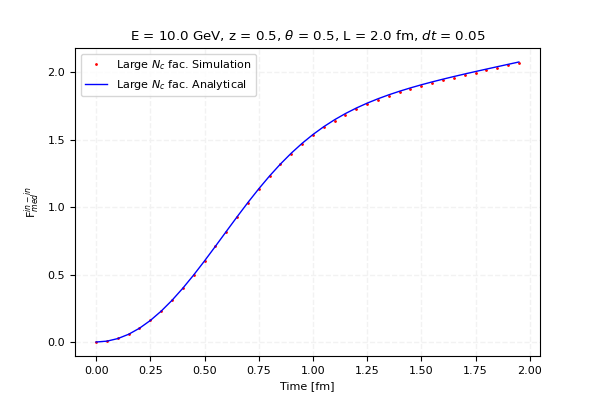 E = 10.0 GeV, z = 0.5, θ = 0.5, L = 2.0 fm, dt = 0.05
Large N_c fac. Simulation
Large N_c fac. Analytical
2.0
1.5
1.0
0.5
0.0
F_med^{in−in}
0.00 0.25 0.50 0.75 1.00 1.25 1.50 1.75 2.00
Time [fm]